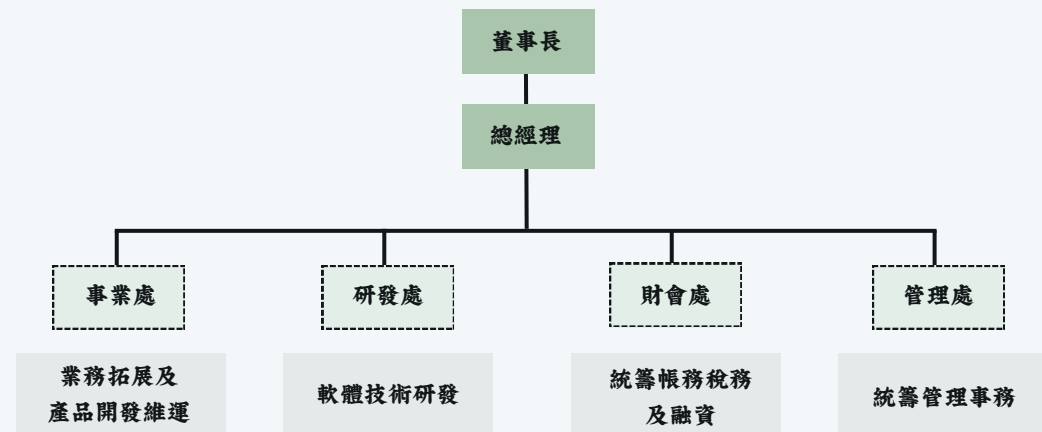 董事長
總經理
事業處
研發處
財會處
管理處
業務拓展及
產品開發維運
軟體技術研發
統籌帳務稅務
及融資
統籌管理事務